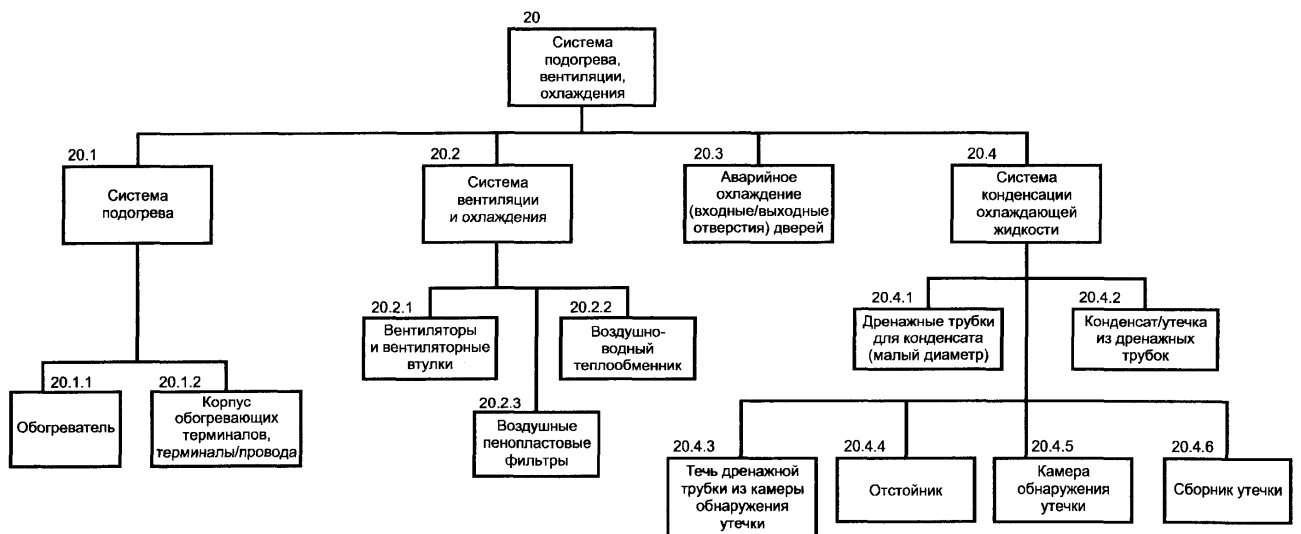 20
Система
подогрева,
вентиляции,
охлаждения
20.1
Система
подогрева
20.2
Система
вентиляции
и охлаждения
20.3
Аварийное
охлаждение
(входные/выходные
отверстия) дверей
20.4
Система
конденсации
охлаждающей
жидкости
20.1.1
Обогреватель
20.1.2
Корпус
обогревающих
терминалов,
терминалы/провода
20.2.1
Вентиляторы
и вентиляторные
втулки
20.2.2
Воздушно-
водный
теплообменник
20.2.3
Воздушные
пенопластовые
фильтры
20.4.1
Дренажные трубки
для конденсата
(малый диаметр)
20.4.2
Конденсат/утечка
из дренажных
трубок
20.4.3
Течь дренажной
трубки из камеры
обнаружения
утечки
20.4.4
Отстойник
20.4.5
Камера
обнаружения
утечки
20.4.6
Сборник утечки